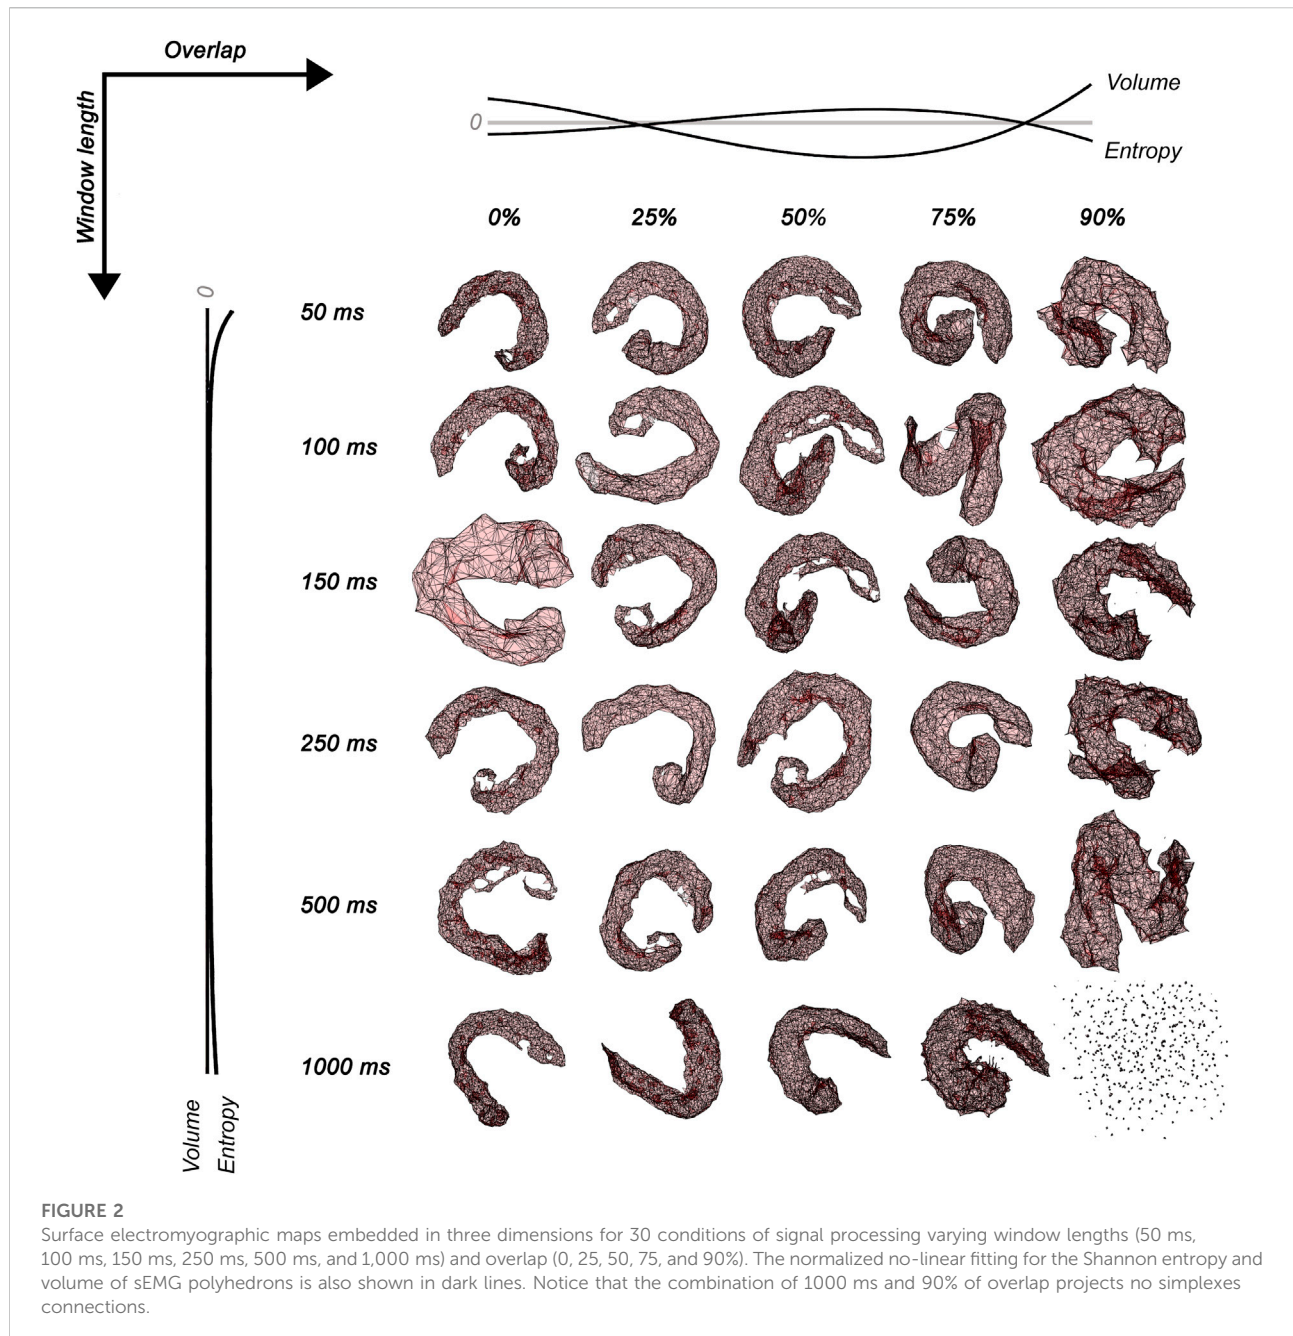 Overlap
Window length
Volume
0
Entropy
0% 25% 50% 75% 90%
0
50 ms
100 ms
150 ms
250 ms
500 ms
1000 ms
Volume
Entropy
FIGURE 2
Surface electromyographic maps embedded in three dimensions for 30 conditions of signal processing varying window lengths (50 ms,
100 ms, 150 ms, 250 ms, 500 ms, and 1,000 ms) and overlap (0, 25, 50, 75, and 90%). The normalized no-linear fitting for the Shannon entropy and
volume of sEMG polyhedrons is also shown in dark lines. Notice that the combination of 1000 ms and 90% of overlap projects no simplexes
connections.